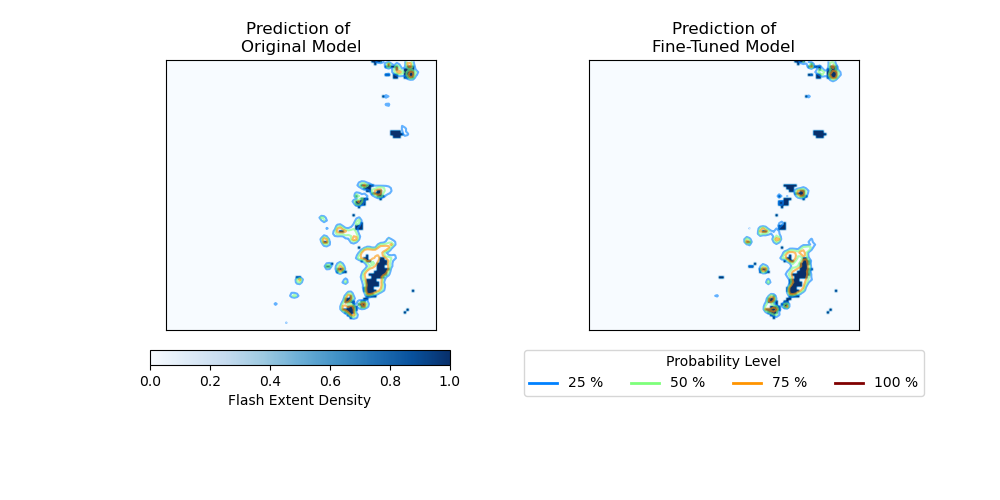 Prediction of
Original Model
Prediction of
Fine-Tuned Model
0.0 0.2 0.4 0.6 0.8 1.0
Flash Extent Density
Probability Level
25 % 50 % 75 % 100 %